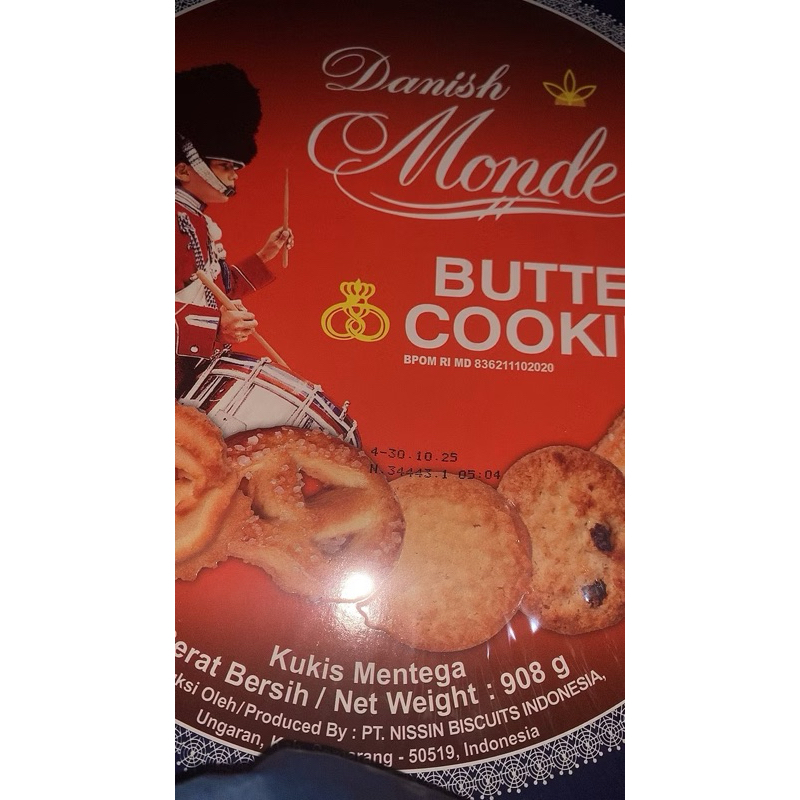 Danish
Monde
BUTTE
COOKI
BPOM RI MD 836211102020
4-30.10.25
N.34443.1 05:04
Kukis Mentega
erat Bersih / Net Weight : 908 g
ksi Oleh/Produced By : PT. NISSIN BISCUITS INDONESIA,
Ungaran, K arang - 50519, Indonesia